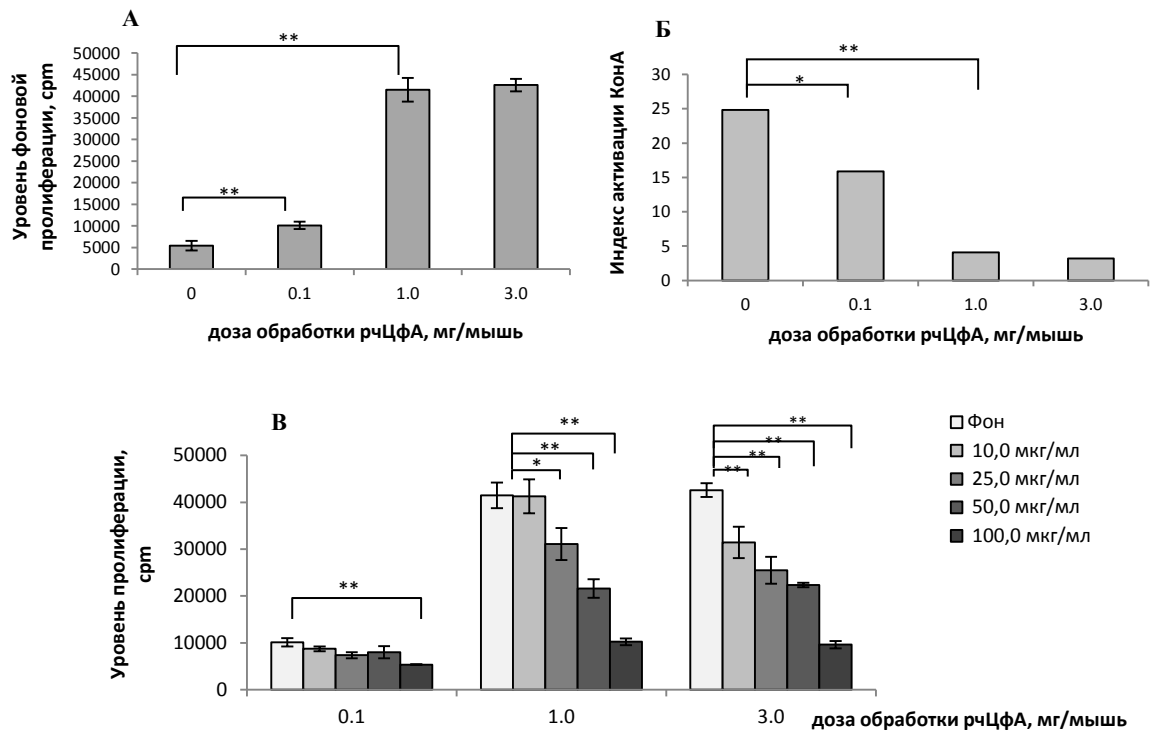 А
Уровень фоновой
пролиферации, cpm
50000
45000
40000
35000
30000
25000
20000
15000
10000
5000
0
**
**
0 0.1 1.0 3.0
доза обработки рчЦфА, мг/мышь
Б
Индекс активации КонА
30
25
20
15
10
5
0
**
*
0 0.1 1.0 3.0
доза обработки рчЦфА, мг/мышь
В
Уровень пролиферации,
cpm
50000
40000
30000
20000
10000
0
**
**
**
*
**
**
**
**
0.1 1.0 3.0
доза обработки рчЦфА, мг/мышь
Фон
10,0 мкг/мл
25,0 мкг/мл
50,0 мкг/мл
100,0 мкг/мл